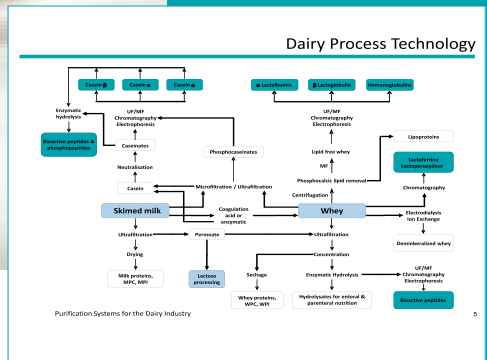 Dairy Process Technology
Casein β
Casein α
Casein α
α Lactalbumin
β Lactoglobulin
Immunoglobulins
Enzymatic
hydrolysis
UF/MF
Chromatography
Electrophoresis
UF/MF
Chromatography
Electrophoresis
Bioactive peptides &
phosphopeptides
Caseinates
Phosphocaseinates
Lipid free whey
Lipoproteins
Neutralisation
MF
Lactoferrine
Lactoperoxydase
Casein
Microfiltration / Ultrafiltration
Phosphocalcic lipid removal
Chromatography
Centrifugation
Skimed milk
Coagulation
acid or
enzymatic
Whey
Electrodialysis
Ion Exchange
Ultrafiltration
Permeate
Ultrafiltration
Demineralized whey
Drying
Concentration
Milk proteins,
MPC, MPI
Lactose
processing
Sechage
Enzymatic Hydrolysis
UF/MF
Chromatography
Electrophoresis
Whey proteins,
WPC, WPI
Hydrolysates for enteral &
parenteral nutrition
Bioactive peptides
Purification Systems for the Dairy Industry
5